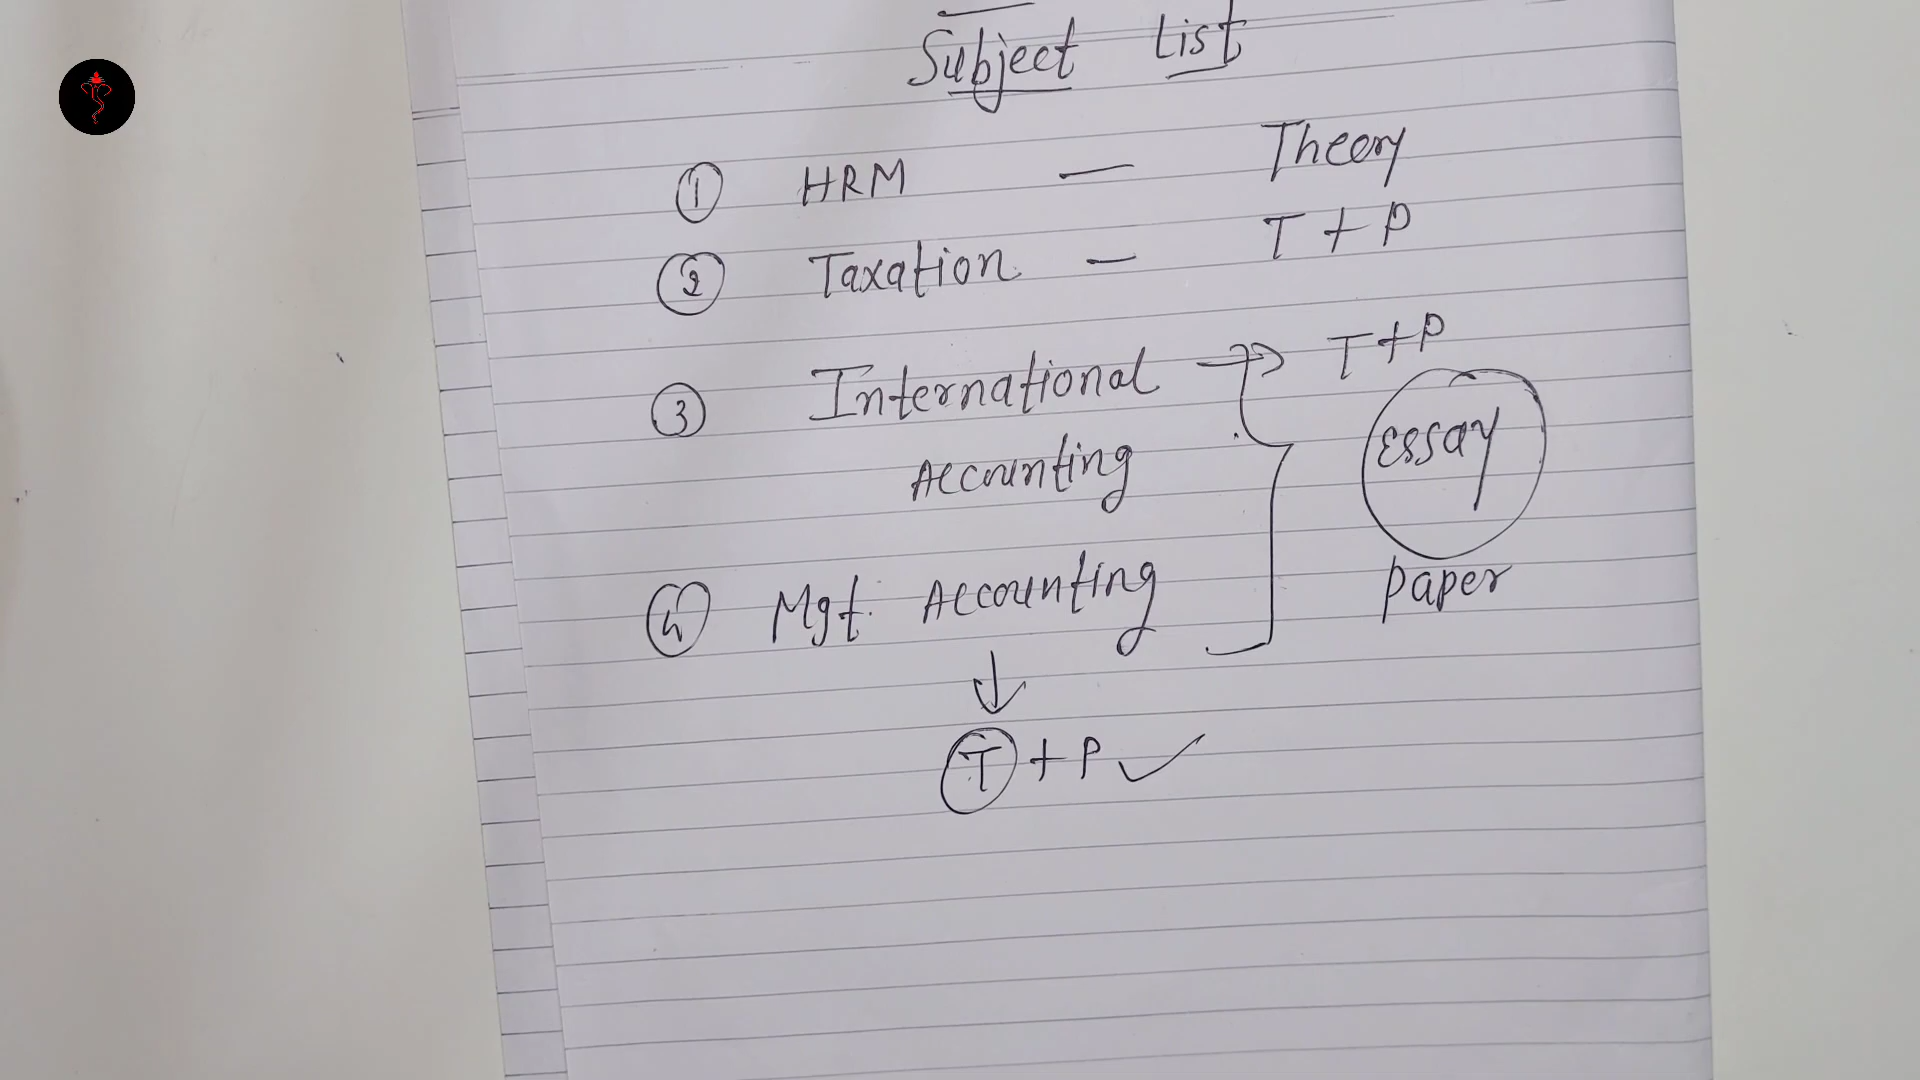 Subject List
① HRM — Theory
② Taxation — T + P
③ International → T+P
Accounting
Essay
paper
④ Mgt. Accounting
↓
T + P ✓